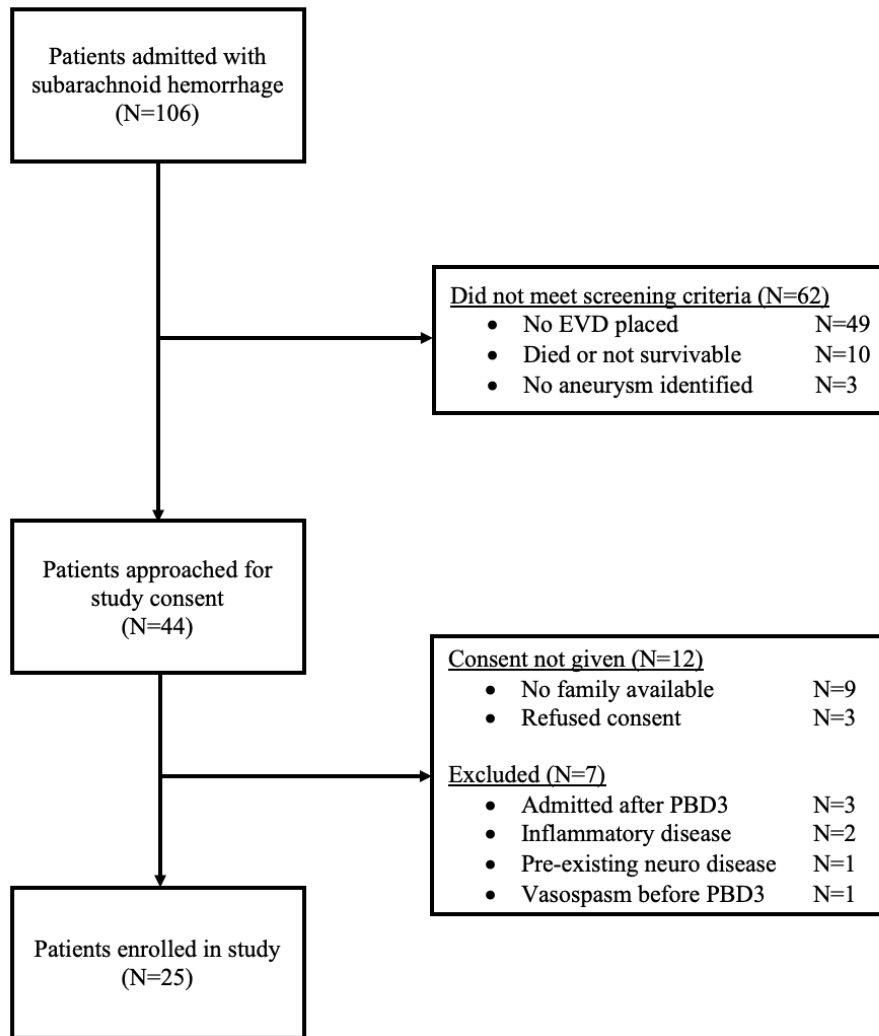 Patients admitted with
subarachnoid hemorrhage
(N=106)
Did not meet screening criteria (N=62)
• No EVD placed N=49
• Died or not survivable N=10
• No aneurysm identified N=3
Patients approached for
study consent
(N=44)
Consent not given (N=12)
• No family available N=9
• Refused consent N=3
Excluded (N=7)
• Admitted after PBD3 N=3
• Inflammatory disease N=2
• Pre-existing neuro disease N=1
• Vasospasm before PBD3 N=1
Patients enrolled in study
(N=25)